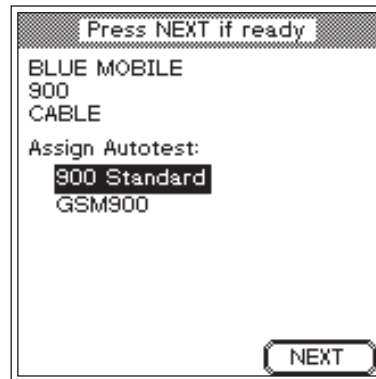 Press NEXT if ready
BLUE MOBILE
900
CABLE
Assign Autotest:
900 Standard
GSM900
NEXT